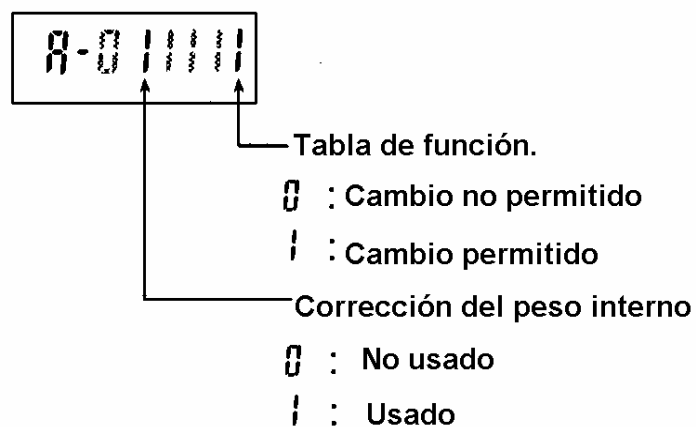 A-0111111
Tabla de función.
0 : Cambio no permitido
1 : Cambio permitido
Corrección del peso interno
0 : No usado
1 : Usado